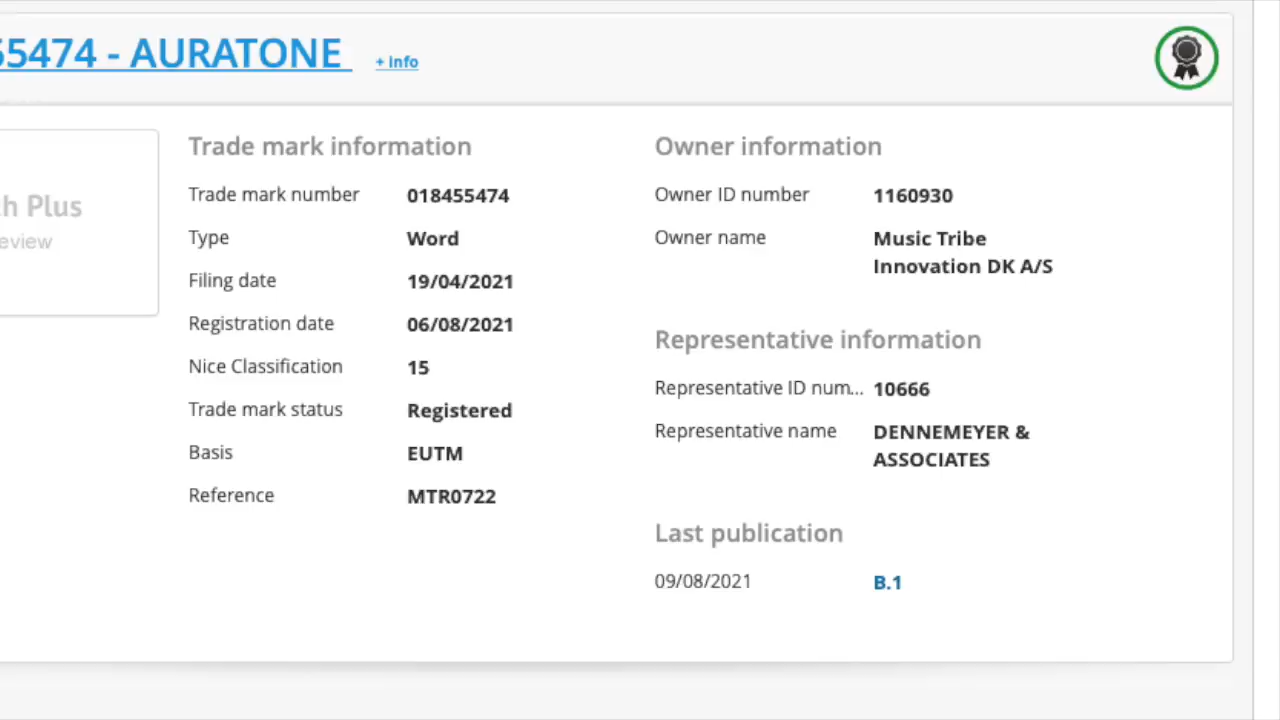 55474 - AURATONE + Info
h Plus
eview
Trade mark information
Trade mark number 018455474
Type Word
Filing date 19/04/2021
Registration date 06/08/2021
Nice Classification 15
Trade mark status Registered
Basis EUTM
Reference MTR0722
Owner information
Owner ID number 1160930
Owner name Music Tribe
Innovation DK A/S
Representative information
Representative ID num... 10666
Representative name DENNEMEYER &
ASSOCIATES
Last publication
09/08/2021 B.1